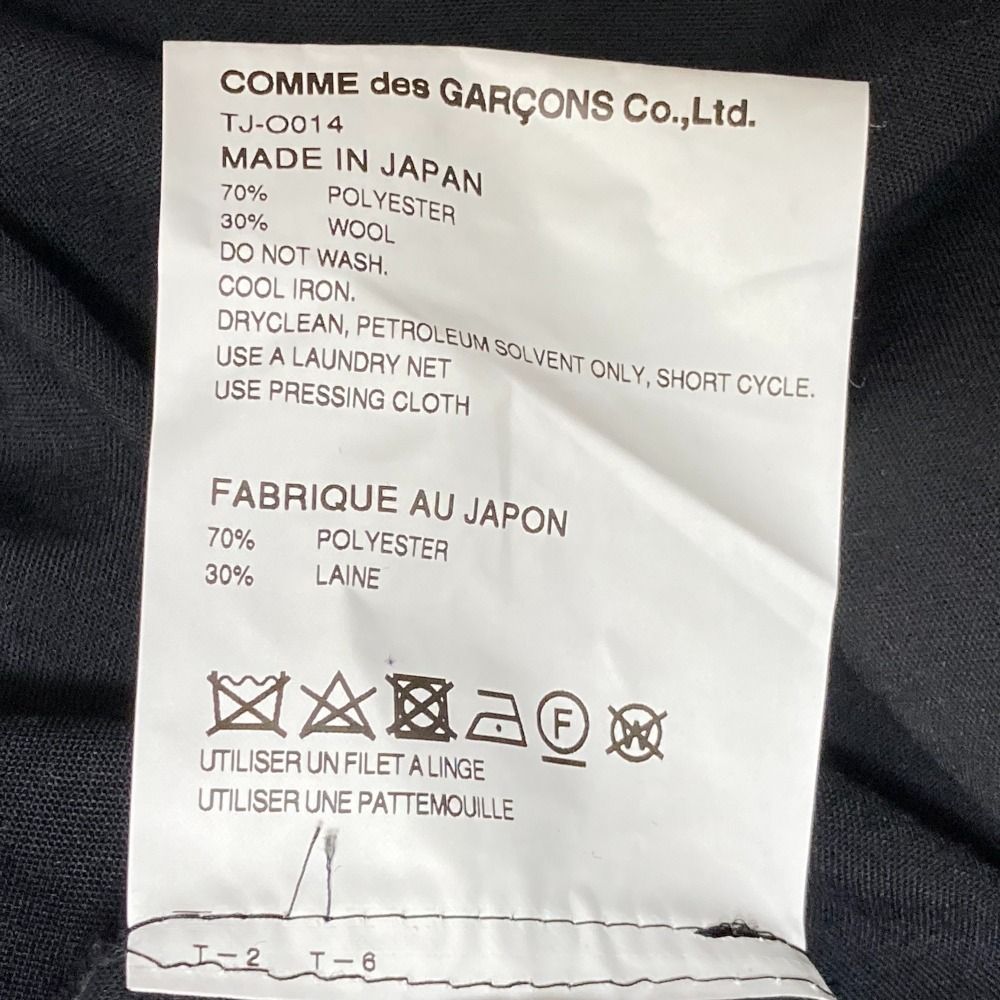 COMME des GARÇONS Co.,Ltd.
TJ-O014
MADE IN JAPAN
70% POLYESTER
30% WOOL
DO NOT WASH.
COOL IRON.
DRYCLEAN, PETROLEUM SOLVENT ONLY, SHORT CYCLE.
USE A LAUNDRY NET
USE PRESSING CLOTH
FABRIQUE AU JAPON
70% POLYESTER
30% LAINE
F W
UTILISER UN FILET A LINGE
UTILISER UNE PATTEMOUILLE
T-2 T-6